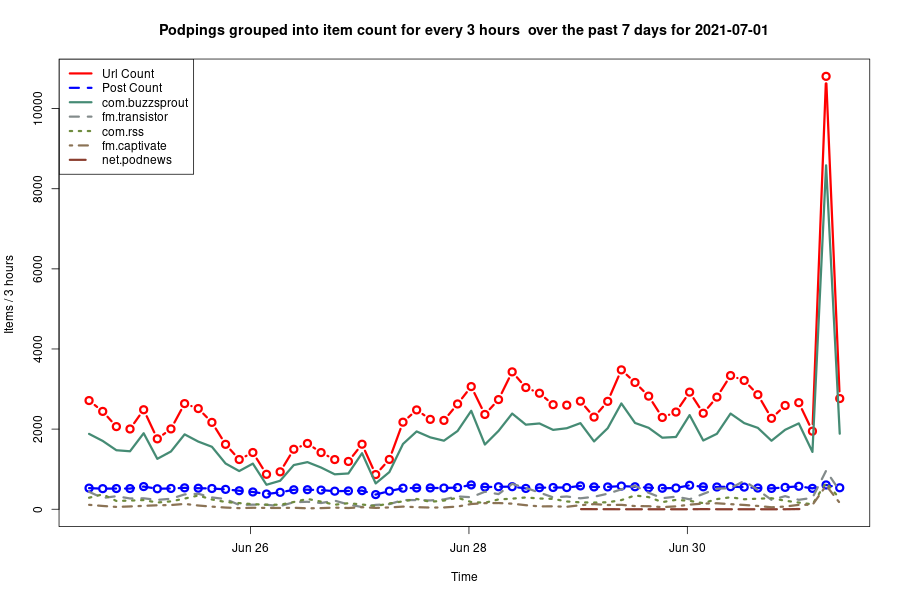 Podpings grouped into item count for every 3 hours  over the past 7 days for 2021-07-01
Url Count
Post Count
com.buzzsprout
fm.transistor
com.rss
fm.captivate
net.podnews
Items / 3 hours
10000
8000
6000
4000
2000
0
Jun 26
Jun 28
Jun 30
Time